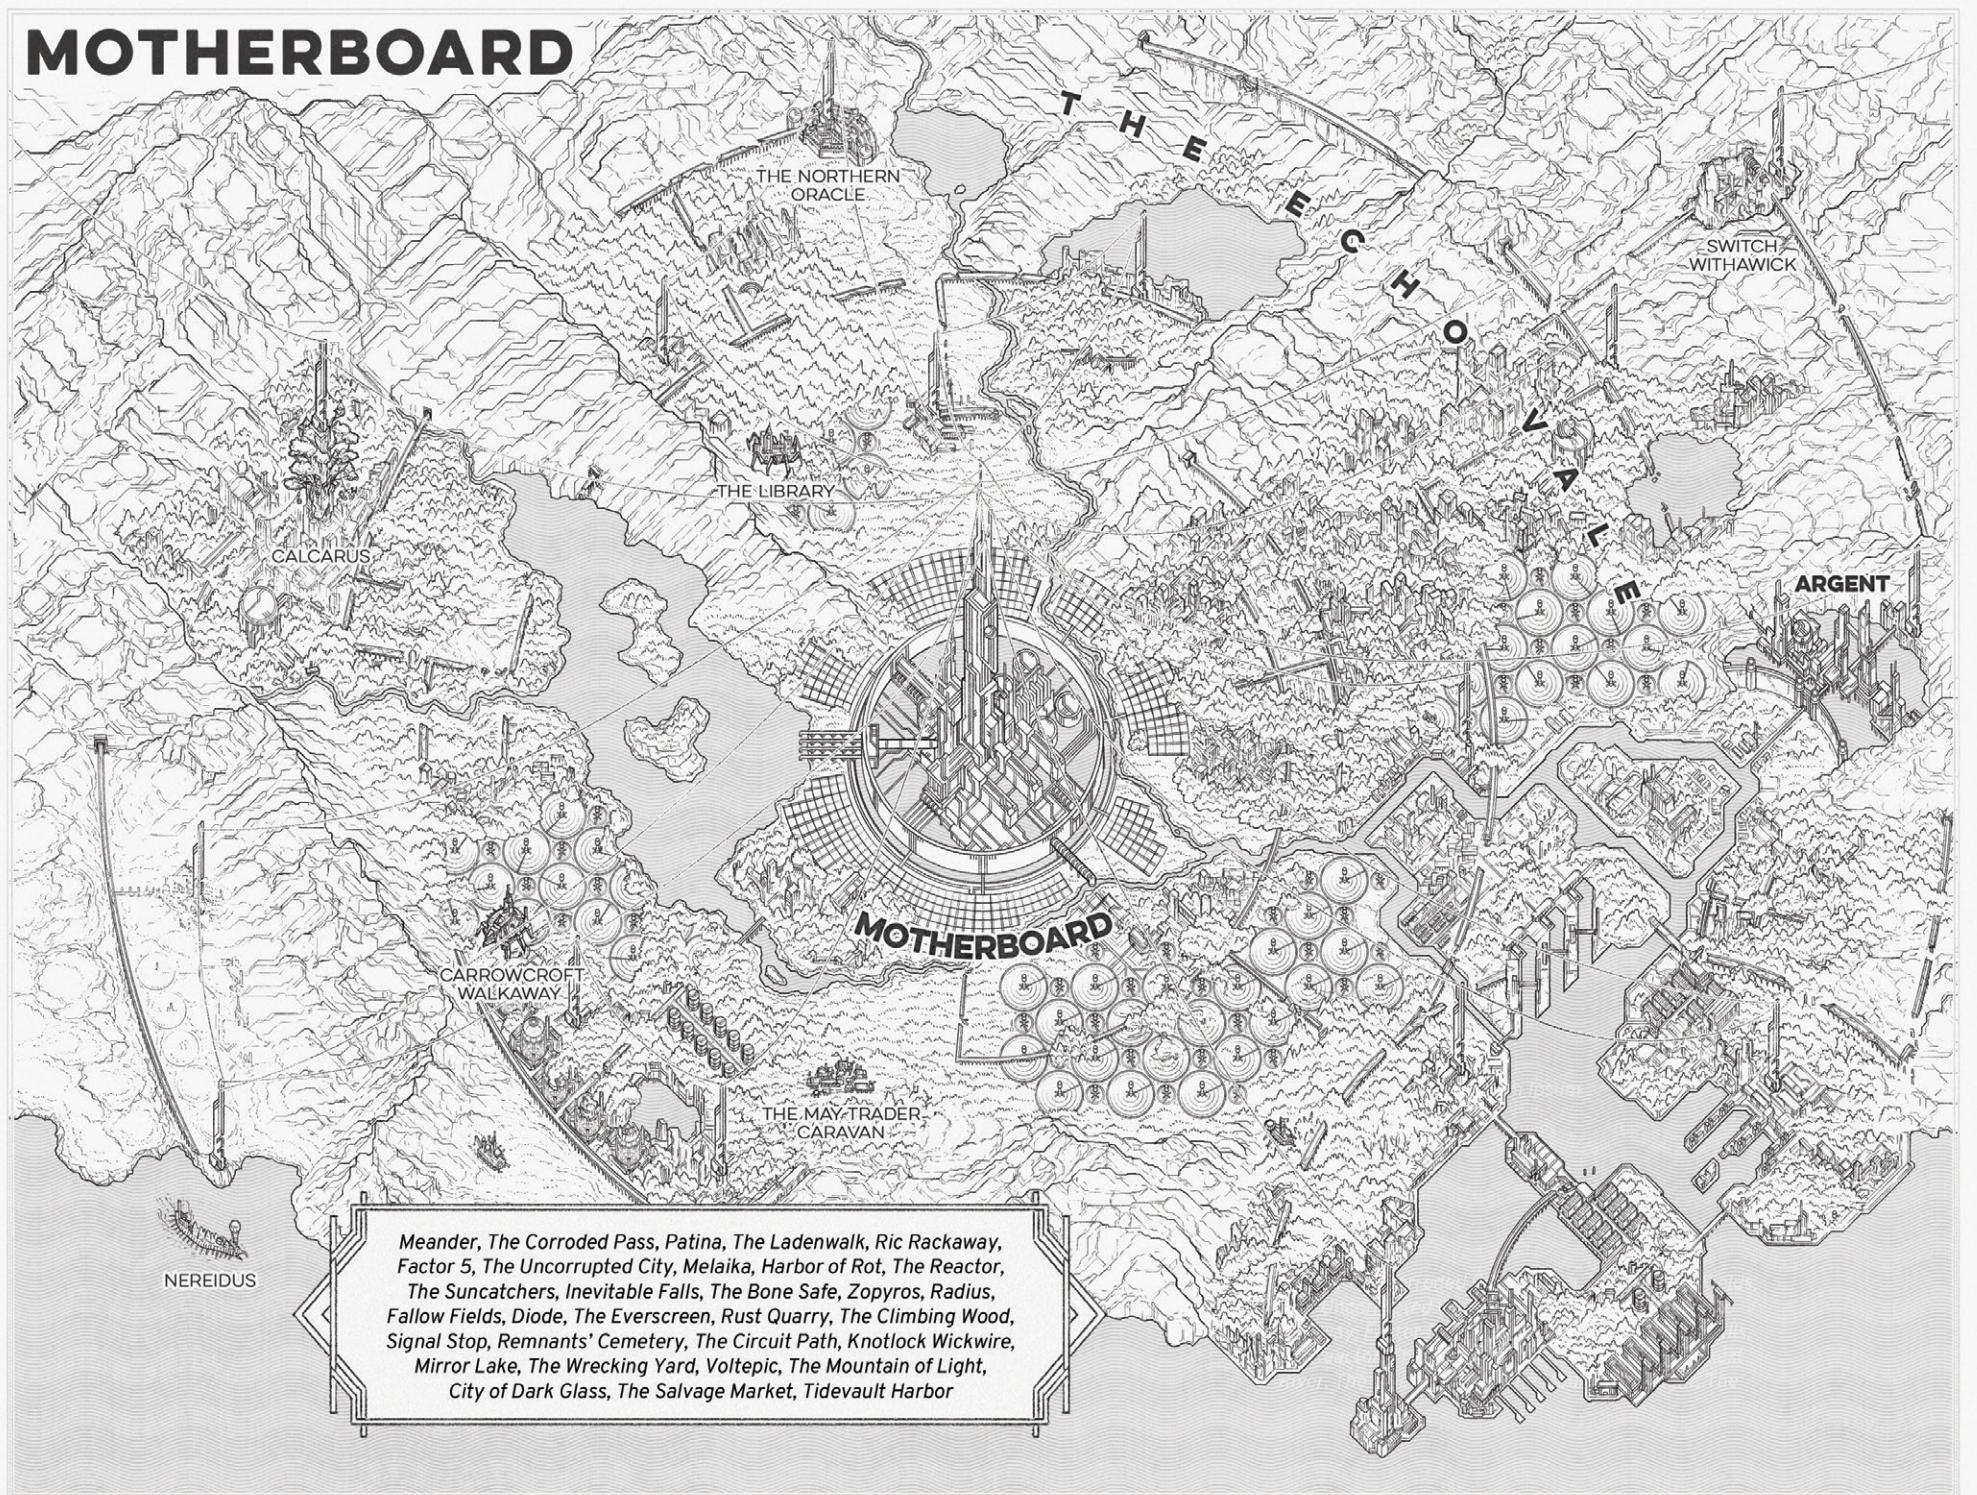 MOTHERBOARD
THE ECHO VALE
THE NORTHERN
ORACLE
SWITCH
WITHAWICK
THE LIBRARY
CALCARUS
ARGENT
MOTHERBOARD
CARROWCROFT
WALKAWAY
THE MAY TRADER
CARAVAN
NEREIDUS
Meander, The Corroded Pass, Patina, The Ladenwalk, Ric Rackaway,
Factor 5, The Uncorrupted City, Melaika, Harbor of Rot, The Reactor,
The Suncatchers, Inevitable Falls, The Bone Safe, Zopyros, Radius,
Fallow Fields, Diode, The Everscreen, Rust Quarry, The Climbing Wood,
Signal Stop, Remnants’ Cemetery, The Circuit Path, Knotlock Wickwire,
Mirror Lake, The Wrecking Yard, Voltepic, The Mountain of Light,
City of Dark Glass, The Salvage Market, Tidevault Harbor